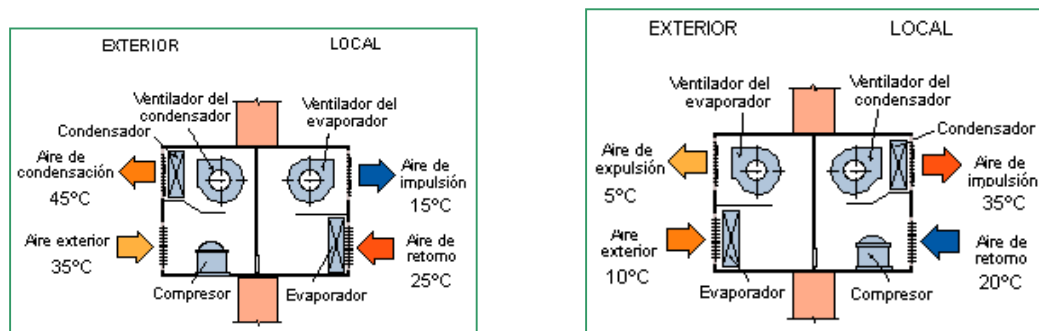 EXTERIOR
LOCAL
Ventilador del
condensador
Ventilador del
evaporador
Condensador
Aire de
condensación
45°C
Aire de
impulsión
15°C
Aire exterior
35°C
Aire de
retorno
25°C
Compresor
Evaporador
EXTERIOR
LOCAL
Ventilador del
evaporador
Ventilador del
condensador
Condensador
Aire de
expulsión
5°C
Aire de
impulsión
35°C
Aire
exterior
10°C
Aire de
retorno
20°C
Evaporador
Compresor